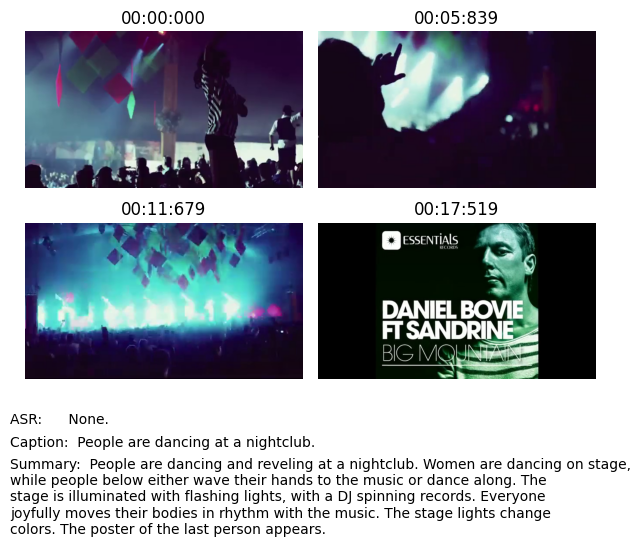 00:00:000
00:05:839
00:11:679
00:17:519
ESSENTIALS
RECORDS
DANIEL BOVIE
FT SANDRINE
BIG MOUNTAIN
ASR: None.
Caption: People are dancing at a nightclub.
Summary: People are dancing and reveling at a nightclub. Women are dancing on stage,
while people below either wave their hands to the music or dance along. The
stage is illuminated with flashing lights, with a DJ spinning records. Everyone
joyfully moves their bodies in rhythm with the music. The stage lights change
colors. The poster of the last person appears.